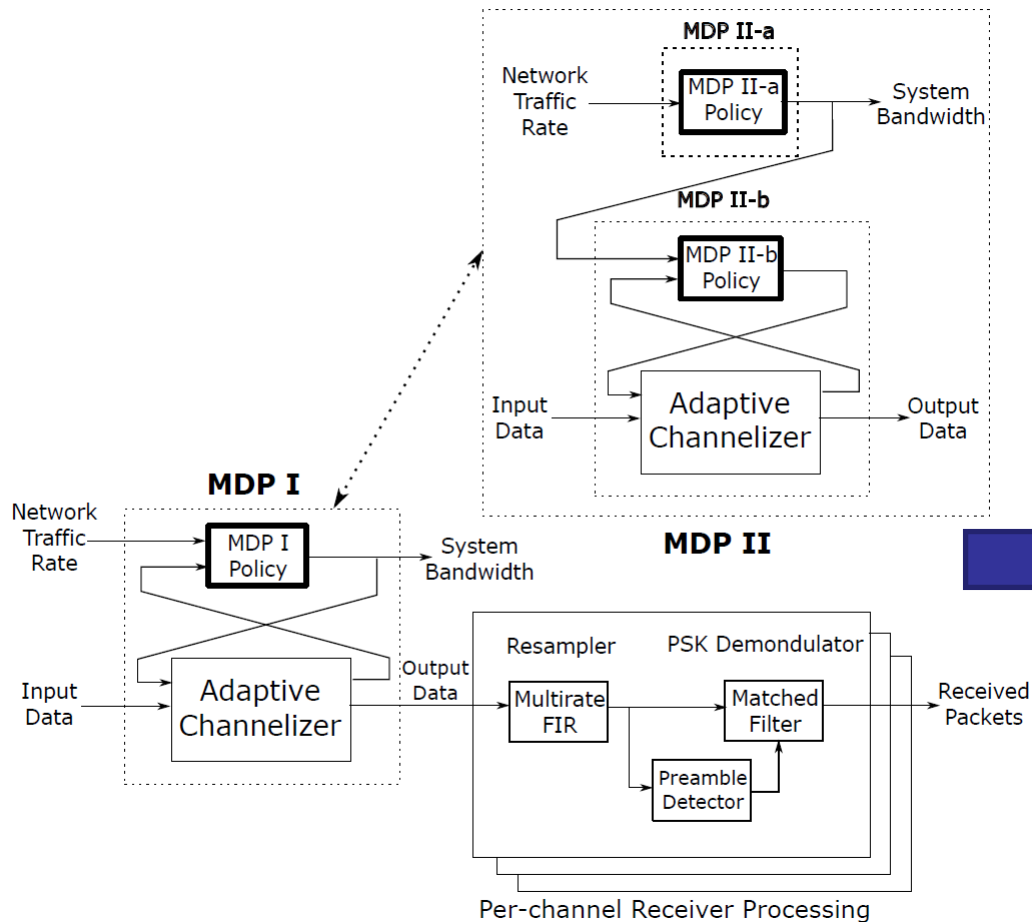 MDP II-a
Network
Traffic
Rate
MDP II-a
Policy
System
Bandwidth
MDP II-b
MDP II-b
Policy
Input
Data
Adaptive
Channelizer
Output
Data
MDP II
MDP I
Network
Traffic
Rate
MDP I
Policy
System
Bandwidth
Input
Data
Adaptive
Channelizer
Output
Data
Resampler
PSK Demondulator
Multirate
FIR
Matched
Filter
Preamble
Detector
Received
Packets
Per-channel Receiver Processing